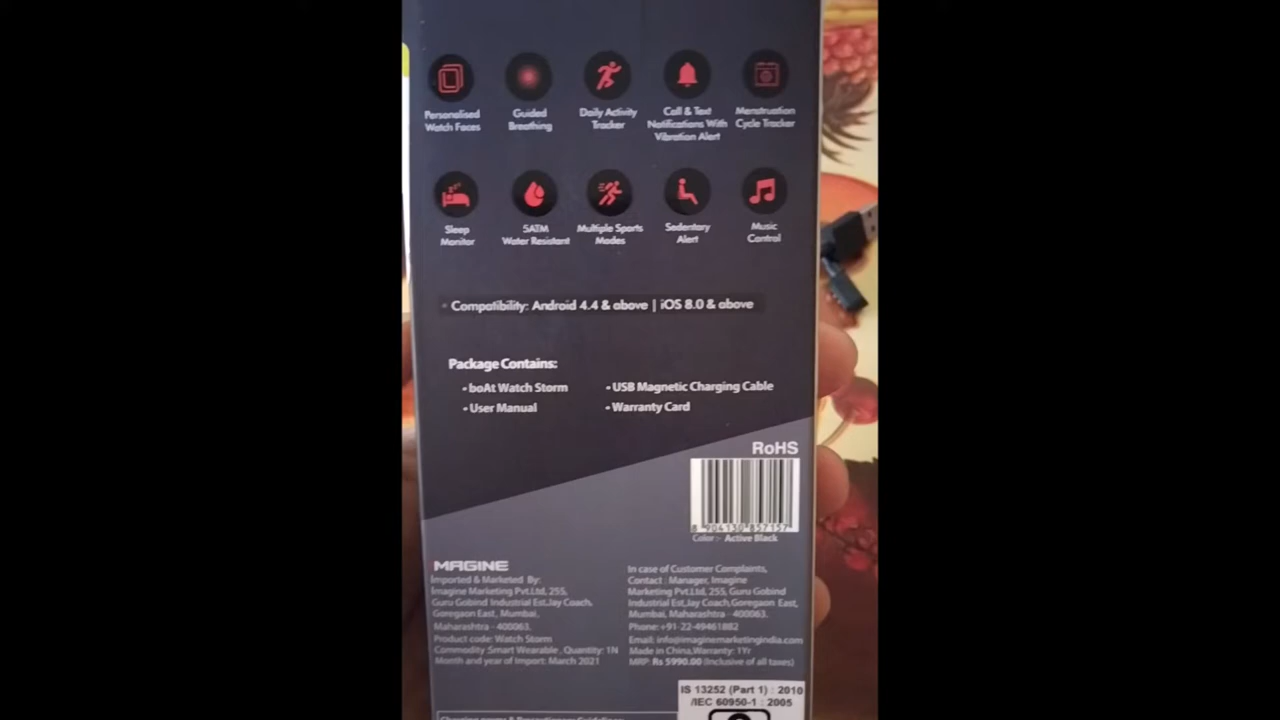 Personalised
Watch Faces
Guided
Breathing
Daily Activity
Tracker
Call & Text
Notifications With
Vibration Alert
Menstruation
Cycle Tracker
Sleep
Monitor
5ATM
Water Resistant
Multiple Sports
Modes
Sedentary
Alert
Music
Control
Compatibility: Android 4.4 & above | iOS 8.0 & above
Package Contains:
• boAt Watch Storm
• USB Magnetic Charging Cable
• User Manual
• Warranty Card
RoHS
8 904130 857157
Color :- Active Black
MAGINE
Imported & Marketed By:
Imagine Marketing Pvt.Ltd, 255,
Guru Gobind Industrial Est,Jay Coach,
Goregaon East, Mumbai,
Maharashtra - 400063.
Product code: Watch Storm
Commodity :Smart Wearable , Quantity: 1N
Month and year of Import: March 2021
In case of Customer Complaints,
Contact : Manager, Imagine
Marketing Pvt.Ltd, 255, Guru Gobind
Industrial Est,Jay Coach,Goregaon East,
Mumbai, Maharashtra - 400063.
Phone:+91-22-49461882
Email: info@imaginemarketingindia.com
Made in China,Warranty: 1Yr
MRP: Rs 5990.00 (Inclusive of all taxes)
IS 13252 (Part 1) : 2010
/IEC 60950-1 : 2005